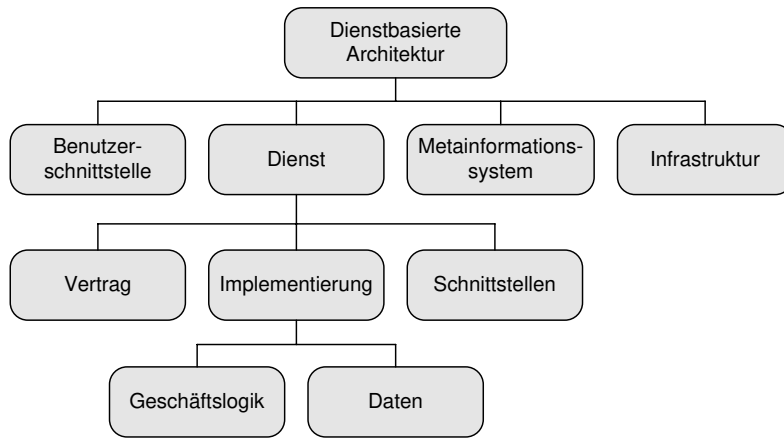 Dienstbasierte
Architektur
Benutzer-
schnittstelle
Dienst
Metainformations-
system
Infrastruktur
Vertrag
Implementierung
Schnittstellen
Geschäftslogik
Daten